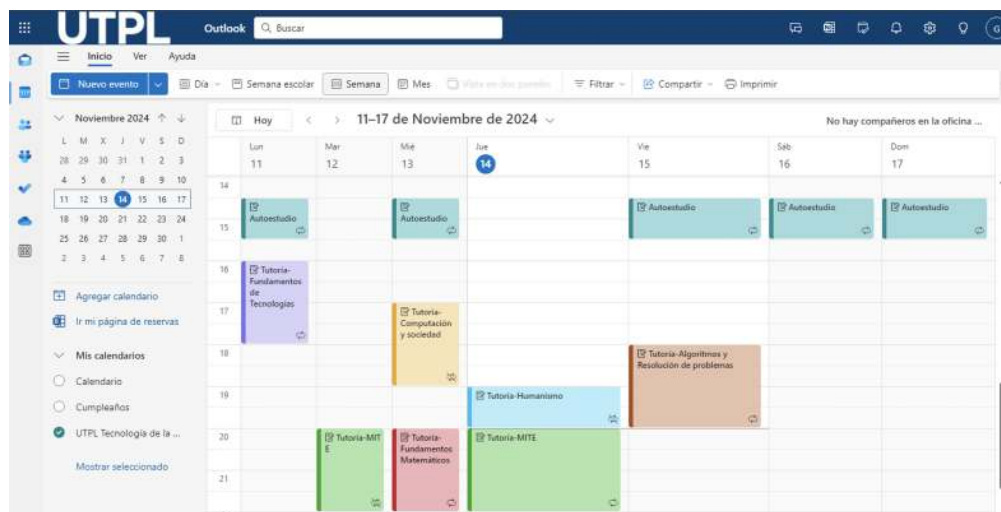 UTPL
Outlook
Buscar
Inicio Ver Ayuda
Nuevo evento
Día
Semana escolar
Semana
Mes
Vista en dos paneles
Filtrar
Compartir
Imprimir
Noviembre 2024
L M X J V S D
28 29 30 31 1 2 3
4 5 6 7 8 9 10
11 12 13 14 15 16 17
18 19 20 21 22 23 24
25 26 27 28 29 30 1
2 3 4 5 6 7 8
Agregar calendario
Ir mi página de reservas
Mis calendarios
Calendario
Cumpleaños
UTPL Tecnología de la ...
Mostrar seleccionado
Hoy
11–17 de Noviembre de 2024
No hay compañeros en la oficina ...
Lun Mar Mié Jue Vie Sáb Dom
11 12 13 14 15 16 17
14
15
Autoestudio
Autoestudio
Autoestudio
Autoestudio
Autoestudio
16
Tutoria-
Fundamentos
de
Tecnologias
17
Tutoria-
Computación
y sociedad
18
Tutoria-Algoritmos y
Resolución de problemas
19
Tutoria-Humanismo
20
Tutoria-MIT
E
Tutoria-
Fundamentos
Matemáticos
Tutoria-MITE
21
G